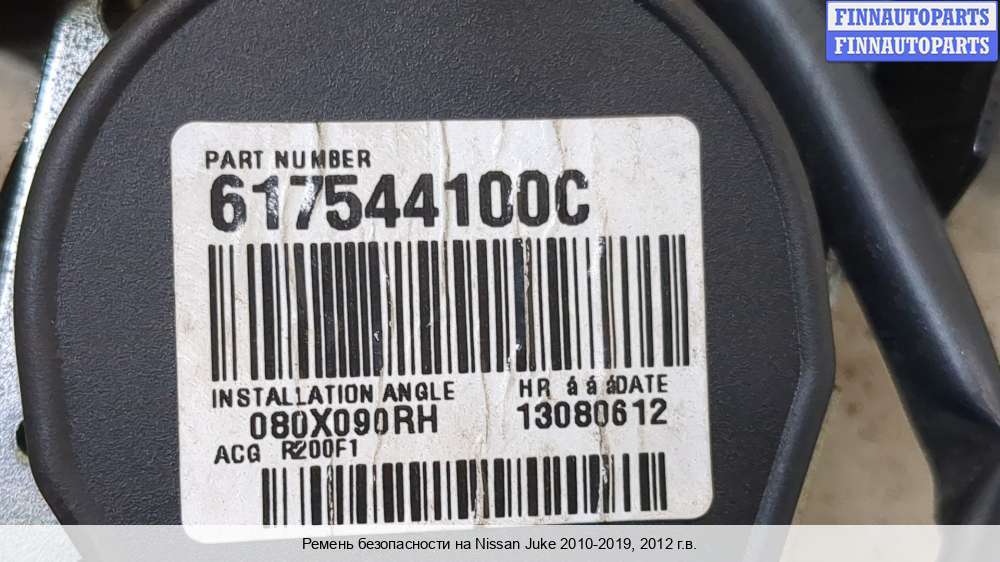 FINNAUTOPARTS
FINNAUTOPARTS
PART NUMBER
617544100C
INSTALLATION ANGLE HR á á áDATE
080X090RH 13080612
ACG R200F1
Ремень безопасности на Nissan Juke 2010-2019, 2012 г.в.